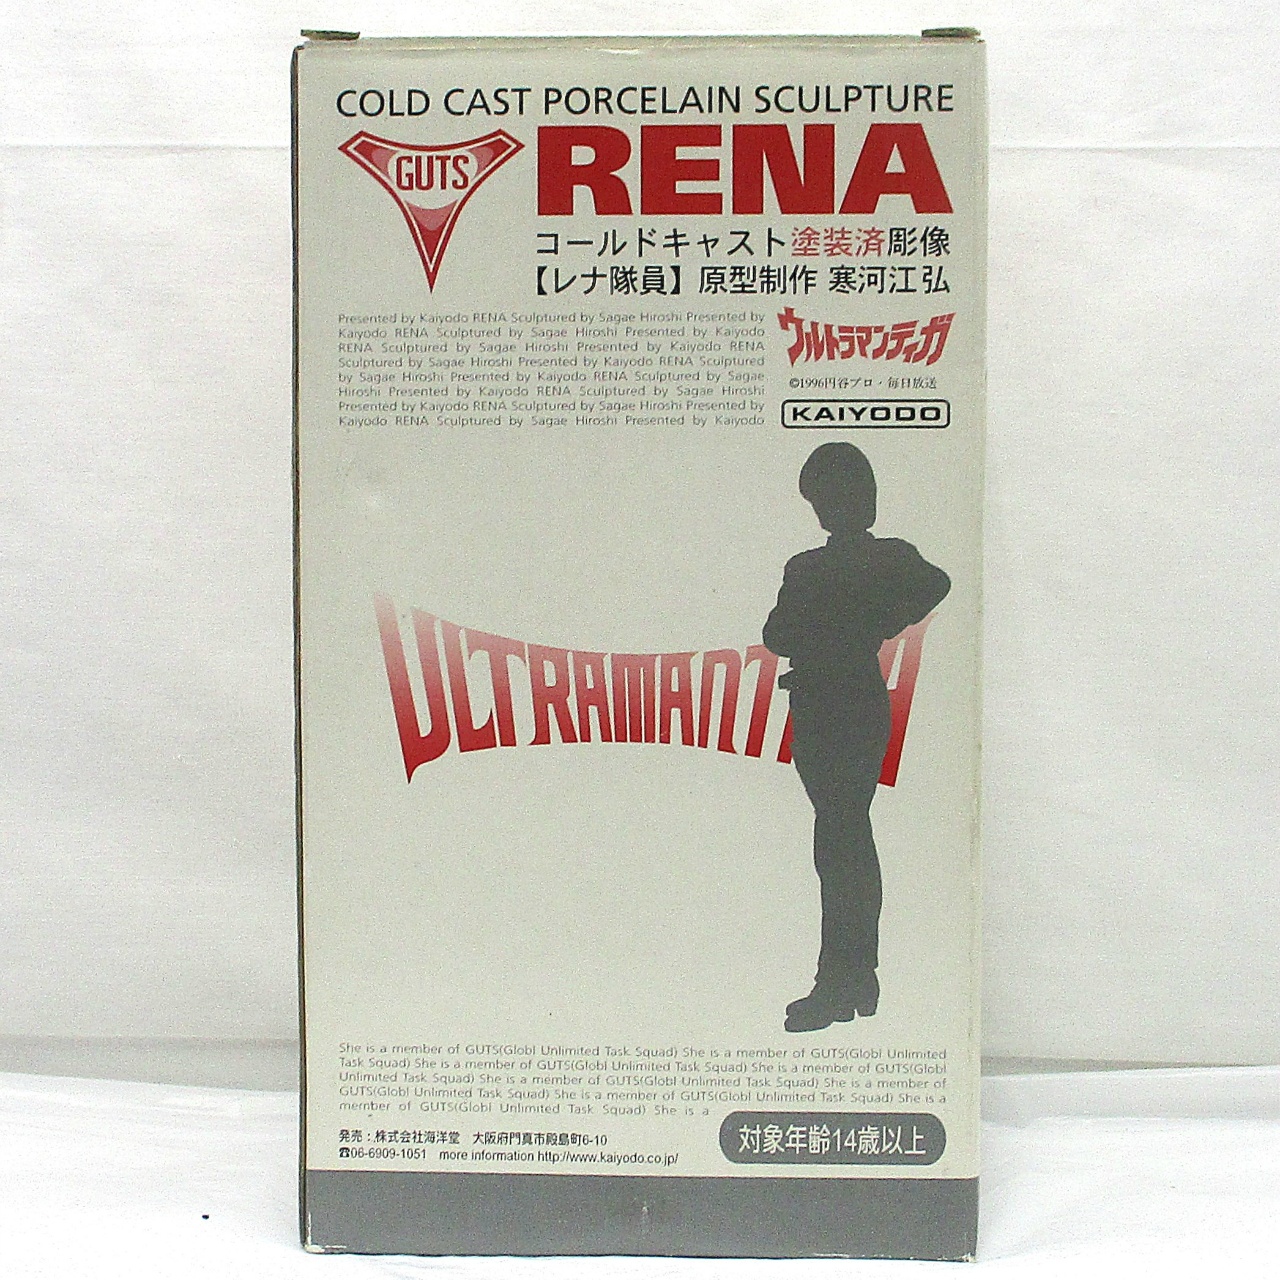 COLD CAST PORCELAIN SCULPTURE
GUTS
RENA
コールドキャスト塗装済彫像
【レナ隊員】原型制作 寒河江弘
Presented by Kaiyodo RENA Sculptured by Sagae Hiroshi Presented by
Kaiyodo RENA Sculptured by Sagae Hiroshi Presented by Kaiyodo
RENA Sculptured by Sagae Hiroshi Presented by Kaiyodo RENA
Sculptured by Sagae Hiroshi Presented by Kaiyodo RENA Sculptured
by Sagae Hiroshi Presented by Kaiyodo RENA Sculptured by Sagae
Hiroshi Presented by Kaiyodo RENA Sculptured by Sagae Hiroshi
Presented by Kaiyodo RENA Sculptured by Sagae Hiroshi Presented by
Kaiyodo RENA Sculptured by Sagae Hiroshi Presented by Kaiyodo
ウルトラマンティガ
©1996円谷プロ・毎日放送
KAIYODO
ULTRAMAN T A
She is a member of GUTS(Globl Unlimited Task Squad) She is a member of GUTS(Globl Unlimited
Task Squad) She is a member of GUTS(Globl Unlimited Task Squad) She is a member of GUTS(Globl
Unlimited Task Squad) She is a member of GUTS(Globl Unlimited Task Squad) She is a member of
GUTS(Globl Unlimited Task Squad) She is a member of GUTS(Globl Unlimited Task Squad) She is a
member of GUTS(Globl Unlimited Task Squad) She is a
発売：株式会社海洋堂 大阪府門真市殿島町6-10
☎06-6909-1051 more information http://www.kaiyodo.co.jp/
対象年齢14歳以上